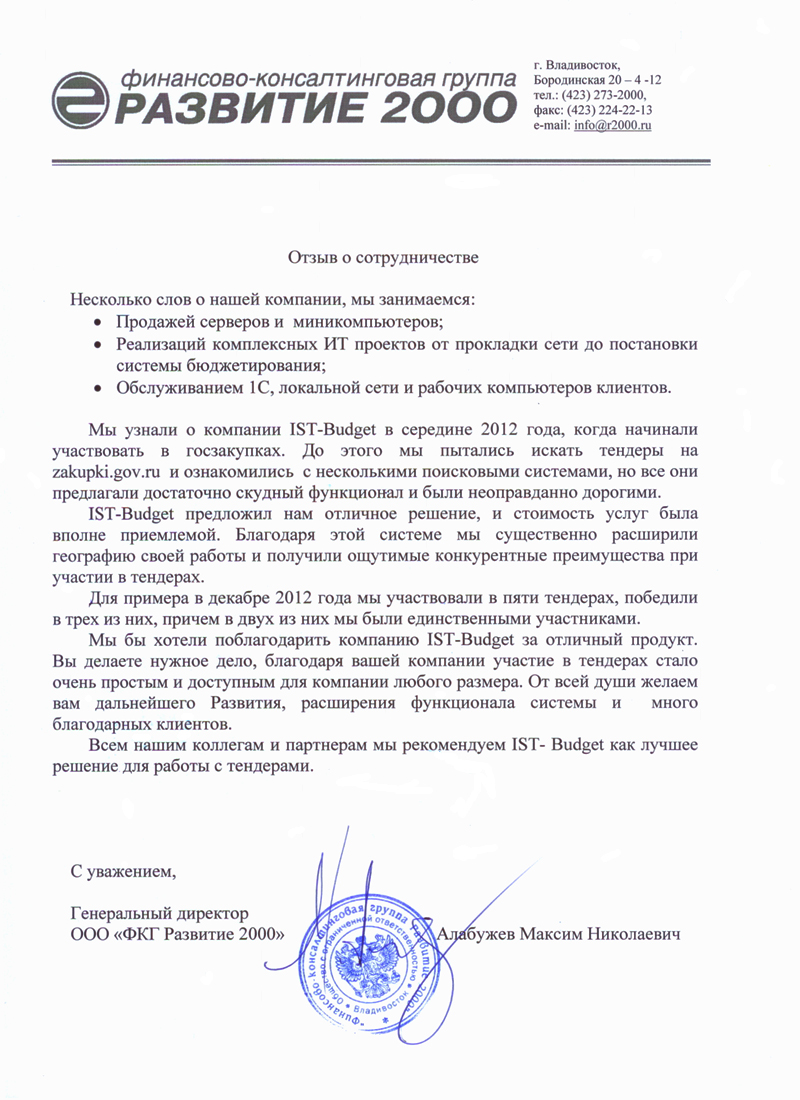 финансово-консалтинговая группа
РАЗВИТИЕ 2000
г. Владивосток,
Бородинская 20 – 4 -12
тел.: (423) 273-2000,
факс: (423) 224-22-13
e-mail: info@r2000.ru
Отзыв о сотрудничестве
Несколько слов о нашей компании, мы занимаемся:
• Продажей серверов и миникомпьютеров;
• Реализаций комплексных ИТ проектов от прокладки сети до постановки
системы бюджетирования;
• Обслуживанием 1С, локальной сети и рабочих компьютеров клиентов.
Мы узнали о компании IST-Budget в середине 2012 года, когда начинали
участвовать в госзакупках. До этого мы пытались искать тендеры на
zakupki.gov.ru и ознакомились с несколькими поисковыми системами, но все они
предлагали достаточно скудный функционал и были неоправданно дорогими.
IST-Budget предложил нам отличное решение, и стоимость услуг была
вполне приемлемой. Благодаря этой системе мы существенно расширили
географию своей работы и получили ощутимые конкурентные преимущества при
участии в тендерах.
Для примера в декабре 2012 года мы участвовали в пяти тендерах, победили
в трех из них, причем в двух из них мы были единственными участниками.
Мы бы хотели поблагодарить компанию IST-Budget за отличный продукт.
Вы делаете нужное дело, благодаря вашей компании участие в тендерах стало
очень простым и доступным для компании любого размера. От всей души желаем
вам дальнейшего Развития, расширения функционала системы и много
благодарных клиентов.
Всем нашим коллегам и партнерам мы рекомендуем IST- Budget как лучшее
решение для работы с тендерами.
С уважением,
Генеральный директор
ООО «ФКГ Развитие 2000»
Алабужев Максим Николаевич
"Финансово-консалтинговая группа Развитие 2000"
Общество с ограниченной ответственностью
Владивосток